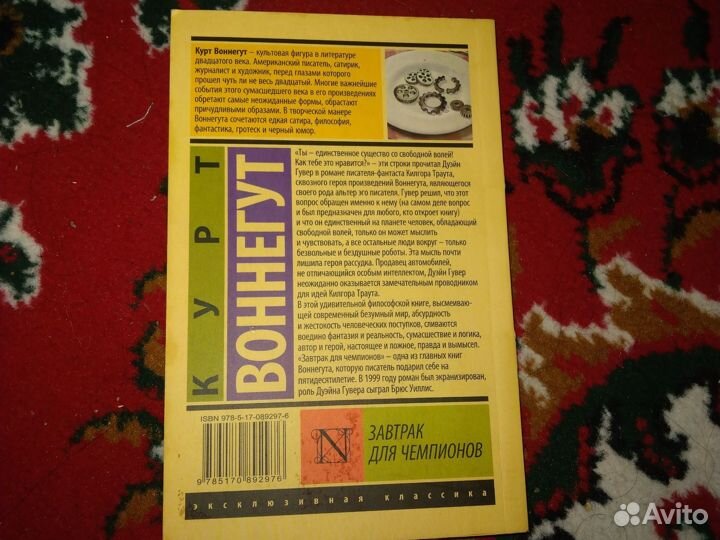 Курт Воннегут – культовая фигура в литературе
двадцатого века. Американский писатель, сатирик,
журналист и художник, перед глазами которого
прошел чуть ли не весь двадцатый. Многие важнейшие
события этого сумасшедшего века в его произведениях
обретают самые неожиданные формы, обрастают
причудливыми образами. В творческой манере
Воннегута сочетаются едкая сатира, философия,
фантастика, гротеск и черный юмор.
КУРТ
ВОННЕГУТ
«Ты – единственное существо со свободной волей!
Как тебе это нравится?» – эти строки прочитал Дуэйн
Гувер в романе писателя-фантаста Килгора Траута,
сквозного героя произведений Воннегута, являющегося
своего рода альтер эго писателя. Гувер решил, что этот
вопрос обращен именно к нему (на самом деле вопрос
и был предназначен для любого, кто откроет книгу)
и что он единственный на планете человек, обладающий
свободной волей, только он может мыслить
и чувствовать, а все остальные люди вокруг – только
безвольные и бездушные роботы. Эта мысль почти
лишила героя рассудка. Продавец автомобилей,
не отличающийся особым интеллектом, Дуэйн Гувер
неожиданно оказывается замечательным проводником
для идей Килгора Траута.
В этой удивительной философской книге, высмеиваю-
щей современный безумный мир, абсурдность
и жестокость человеческих поступков, сливаются
воедино фантазия и реальность, сумасшествие и логика,
автор и герой, настоящее и ложное, правда и вымысел.
«Завтрак для чемпионов» – одна из главных книг
Воннегута, которую писатель подарил себе на
пятидесятилетие. В 1999 году роман был экранизирован,
роль Дуэйна Гувера сыграл Брюс Уиллис.
ISBN 978-5-17-089297-6
9 785170 892976
N
ЗАВТРАК
ДЛЯ ЧЕМПИОНОВ
эксклюзивная классика
Avito